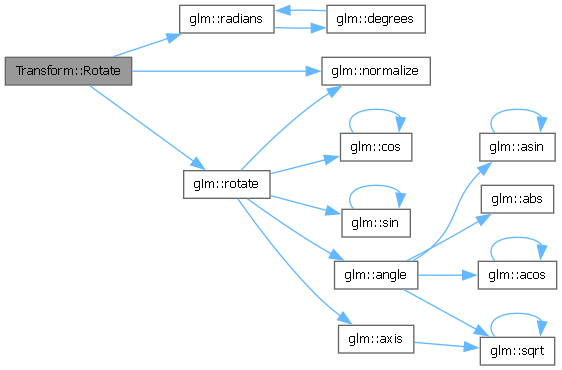 glm::radians
glm::degrees
Transform::Rotate
glm::normalize
glm::cos
glm::asin
glm::rotate
glm::abs
glm::sin
glm::angle
glm::acos
glm::axis
glm::sqrt